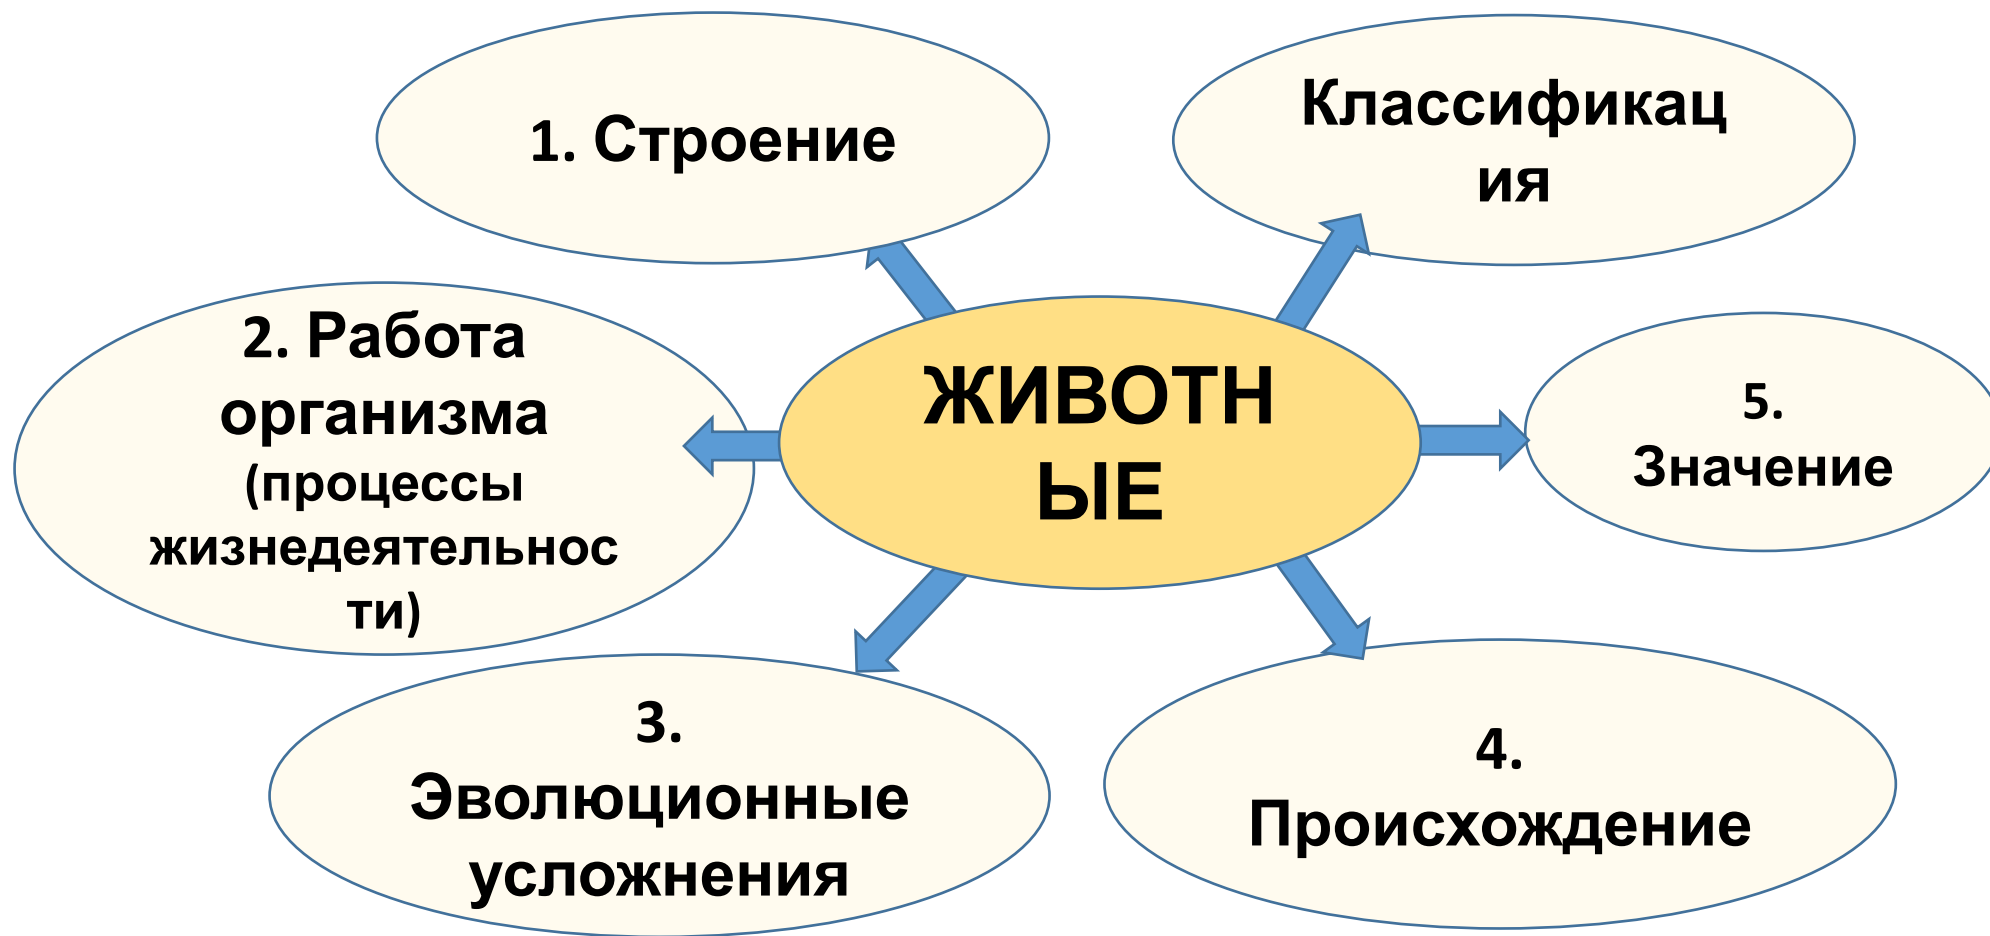 1. Строение
Классификац
ия
2. Работа
организма
(процессы
жизнедеятельнос
ти)
ЖИВОТН
ЫЕ
5.
Значение
3.
Эволюционные
усложнения
4.
Происхождение